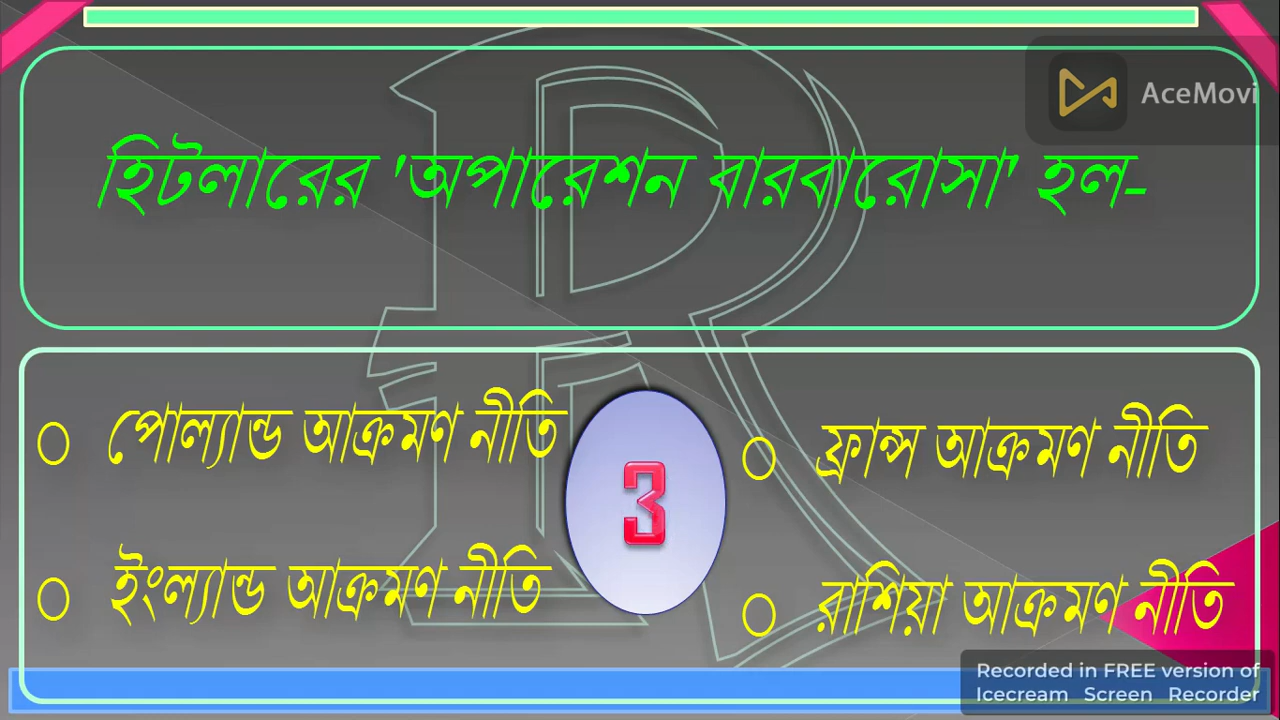 হিটলারের 'অপারেশন বারবারোসা' হল-
পোল্যান্ড আক্রমণ নীতি
ফ্রান্স আক্রমণ নীতি
3
ইংল্যান্ড আক্রমণ নীতি
রাশিয়া আক্রমণ নীতি
AceMovi
Recorded in FREE version of
Icecream Screen Recorder